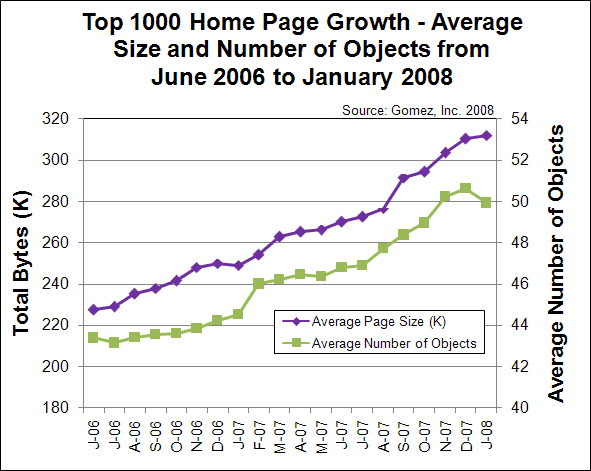 Top 1000 Home Page Growth - Average
Size and Number of Objects from
June 2006 to January 2008
Source: Gomez, Inc. 2008
Total Bytes (K)
320
300
280
260
240
220
200
180
54
52
50
48
46
44
42
40
Average Number of Objects
Average Page Size (K)
Average Number of Objects
J-06
J-06
A-06
S-06
O-06
N-06
D-06
J-07
F-07
M-07
A-07
M-07
J-07
J-07
A-07
S-07
O-07
N-07
D-07
J-08